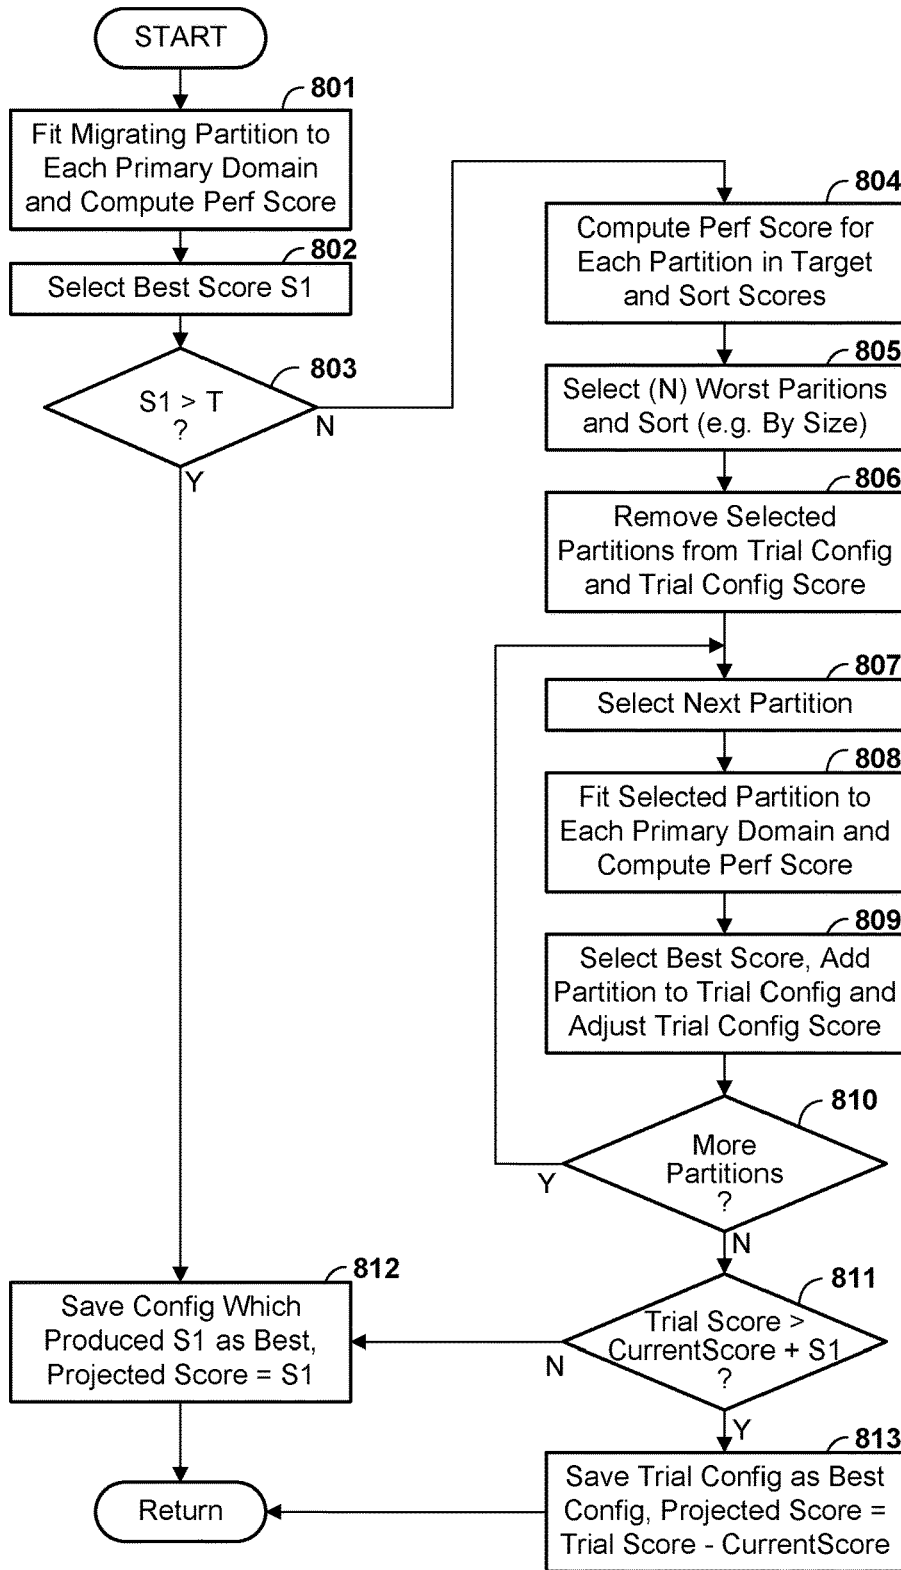 START
801
Fit Migrating Partition to
Each Primary Domain
and Compute Perf Score
802
Select Best Score S1
803
S1 > T
?
N
Y
804
Compute Perf Score for
Each Partition in Target
and Sort Scores
805
Select (N) Worst Paritions
and Sort (e.g. By Size)
806
Remove Selected
Partitions from Trial Config
and Trial Config Score
807
Select Next Partition
808
Fit Selected Partition to
Each Primary Domain and
Compute Perf Score
809
Select Best Score, Add
Partition to Trial Config and
Adjust Trial Config Score
810
More
Partitions
?
Y
N
811
Trial Score >
CurrentScore + S1
?
N
Y
812
Save Config Which
Produced S1 as Best,
Projected Score = S1
813
Save Trial Config as Best
Config, Projected Score =
Trial Score - CurrentScore
Return